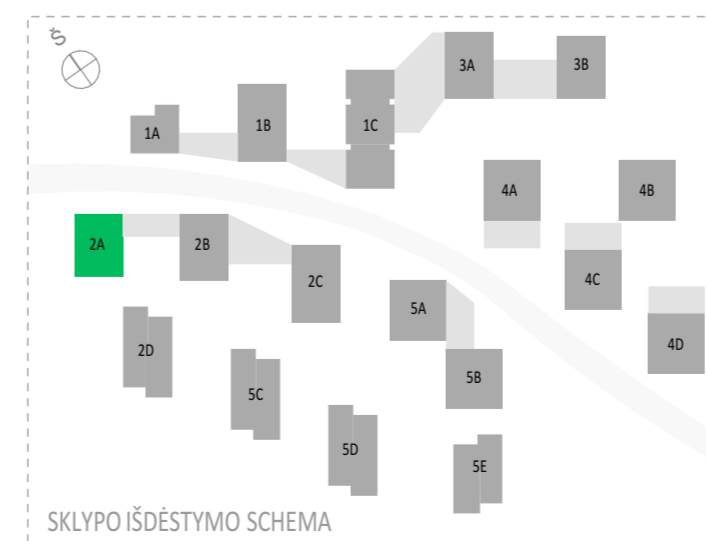 Š
3A
3B
1A
1B
1C
4A
4B
2A
2B
2C
4C
5A
4D
2D
5B
5C
5D
5E
SKLYPO IŠDĖSTYMO SCHEMA